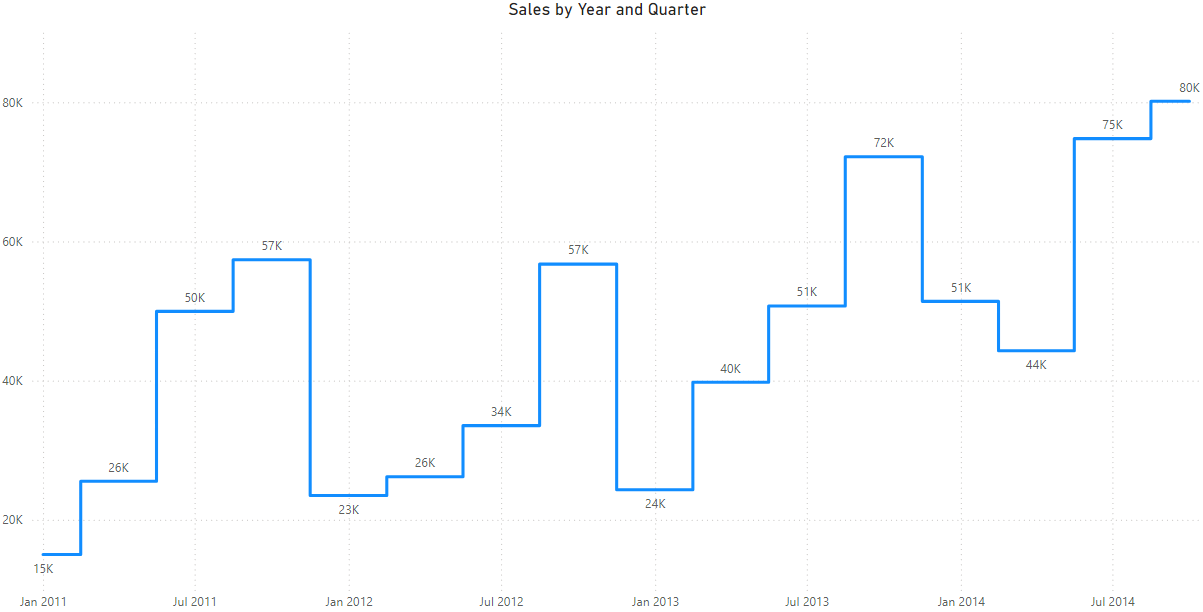 Sales by Year and Quarter
80K
60K
40K
20K
15K
26K
50K
57K
23K
26K
34K
57K
24K
40K
51K
72K
51K
44K
75K
80K
Jan 2011
Jul 2011
Jan 2012
Jul 2012
Jan 2013
Jul 2013
Jan 2014
Jul 2014